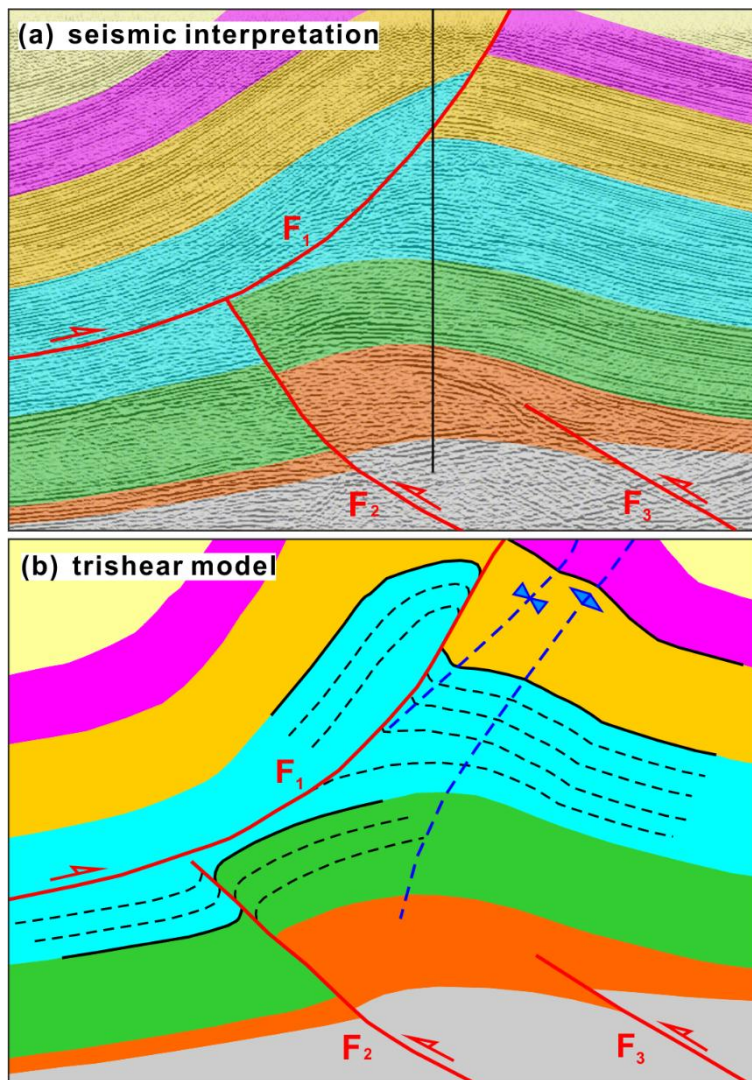 (a) seismic interpretation
F1
F2
F3
(b) trishear model
F1
F2
F3